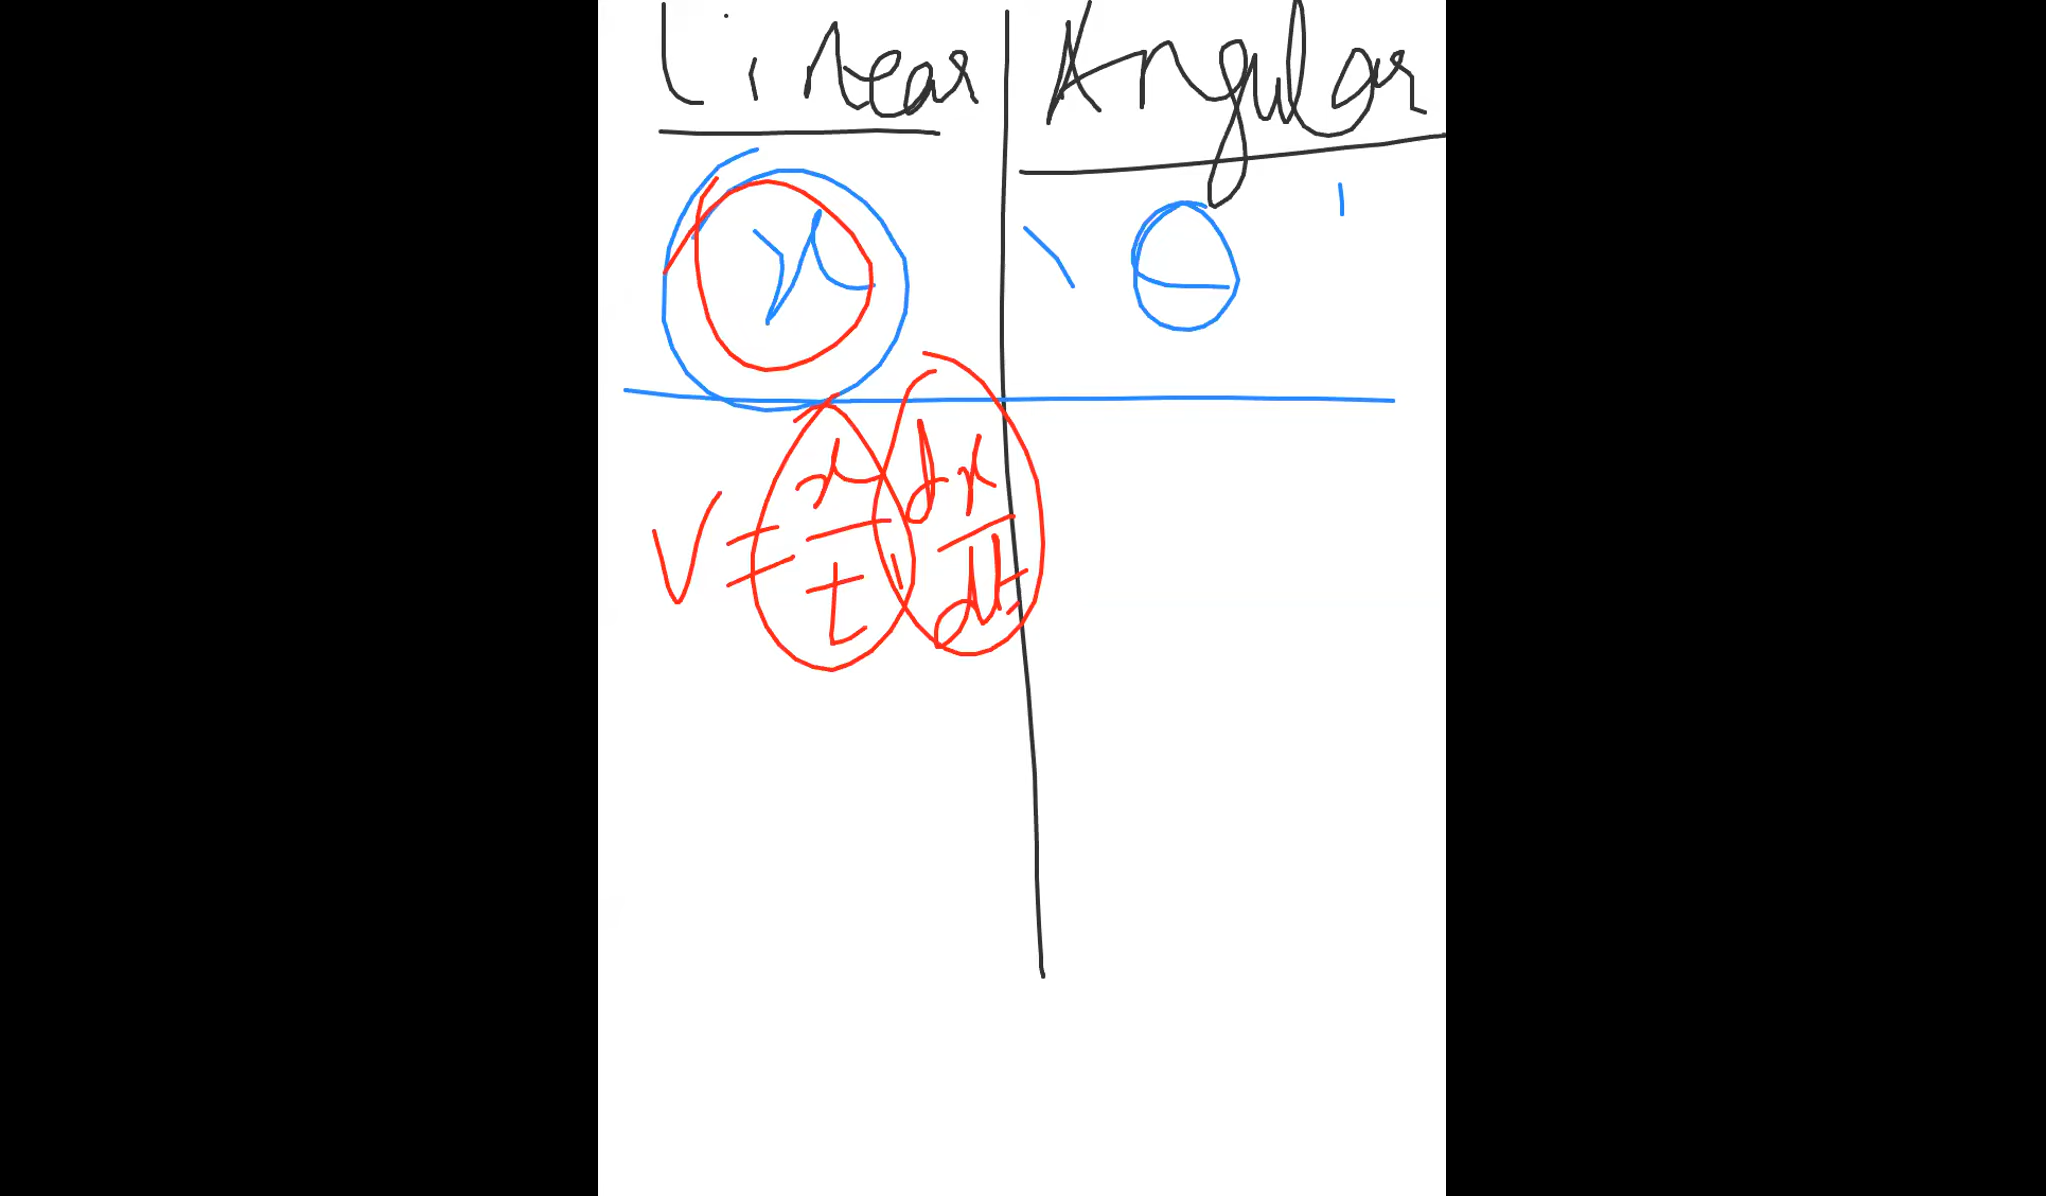 Linear Angular
x θ
v = x/t, dx/dt